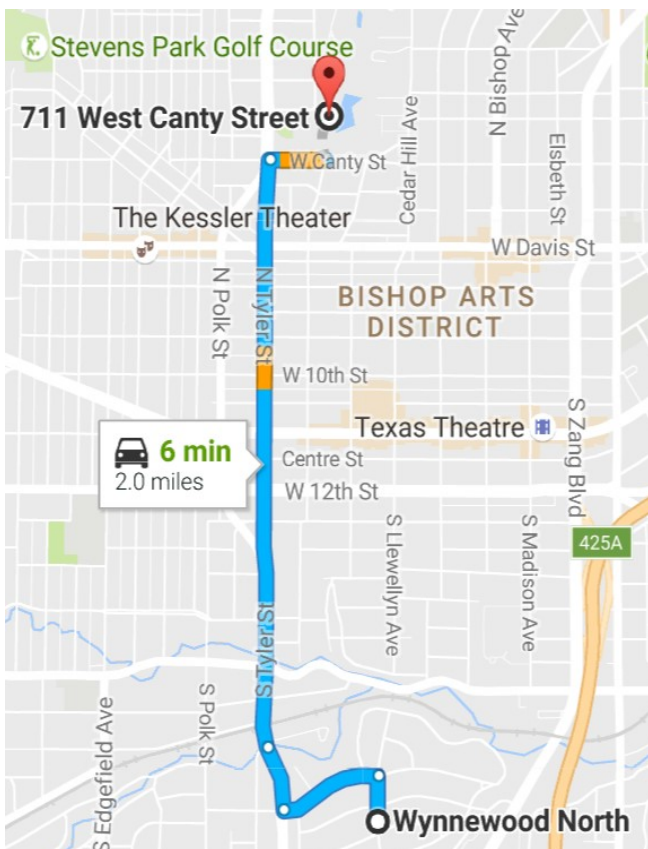 Stevens Park Golf Course
N Bishop Ave
711 West Canty Street
W Canty St
Cedar Hill Ave
Elsbeth St
The Kessler Theater
W Davis St
N Polk St
N Tyler St
BISHOP ARTS
DISTRICT
W 10th St
Texas Theatre
S Zang Blvd
6 min
2.0 miles
Centre St
W 12th St
S Llewellyn Ave
S Madison Ave
425A
S Tyler St
S Polk St
S Edgefield Ave
Wynnewood North